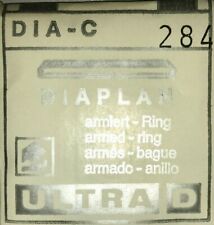 DIA-C
284
DIAPLAN
armiert - Ring
armed - ring
armés - bague
armado - anillo
ULTRA D